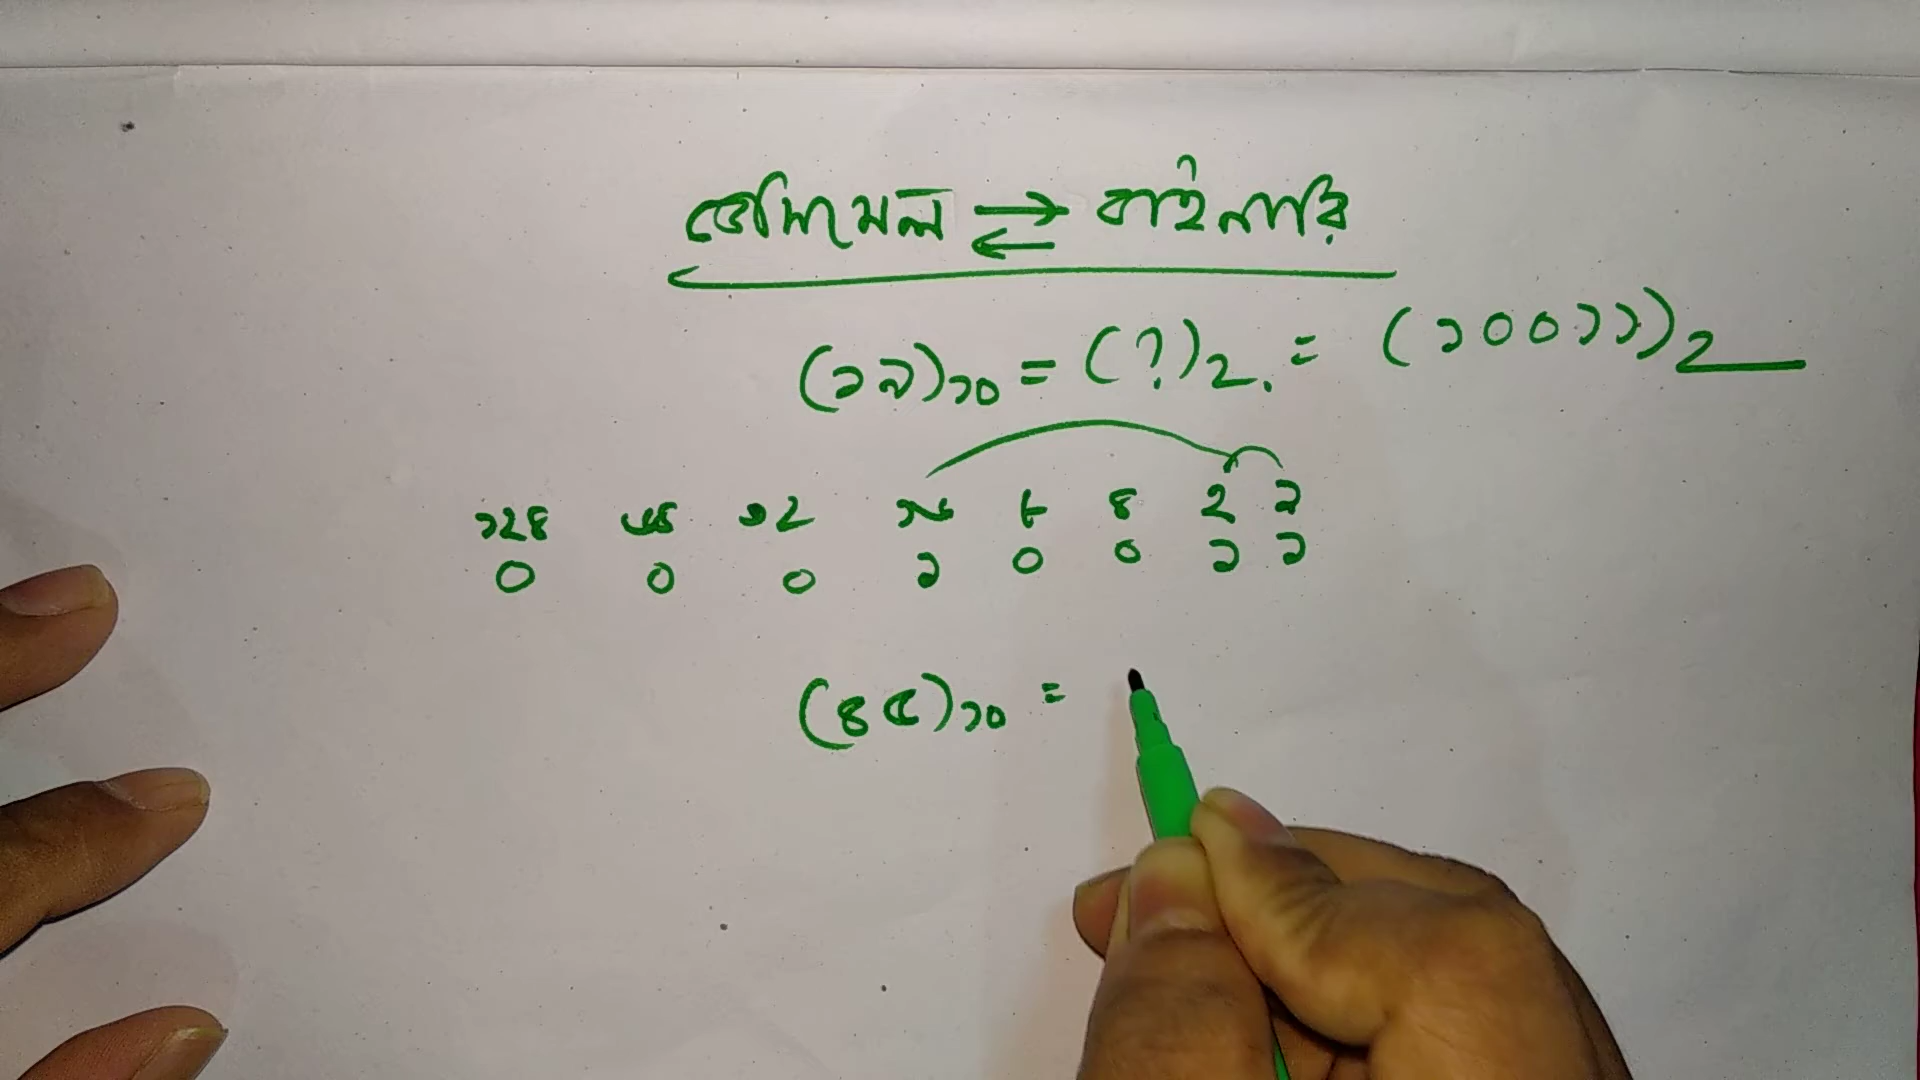 ডেসিমেল ⇄ বাইনারি
(১৯)১০ = (?)২ = (১০০১১)২
১২৮ ৬৪ ৩২ ১৬ ৮ ৪ ২ ১
০ ০ ০ ১ ০ ০ ১ ১
(৪৫)১০ =